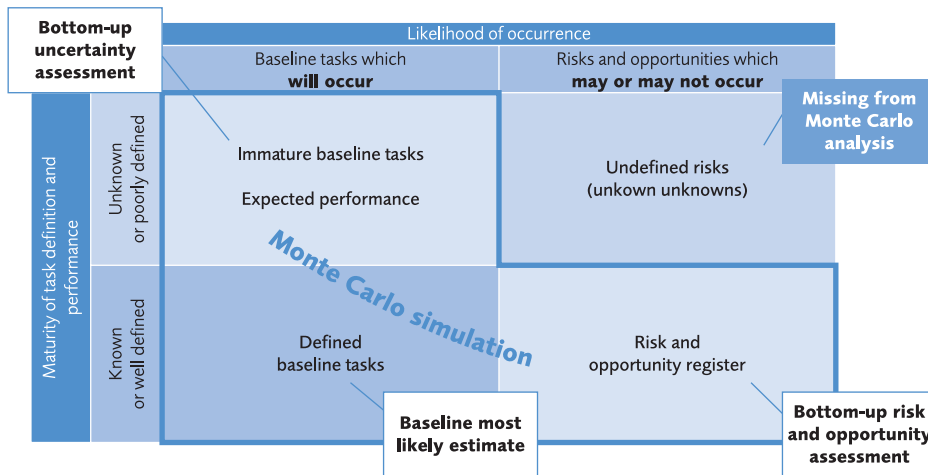 Bottom-up
uncertainty
assessment
Likelihood of occurrence
Baseline tasks which
will occur
Risks and opportunities which
may or may not occur
Missing from
Monte Carlo
analysis
Maturity of task definition and
performance
Unknown
or poorly defined
Immature baseline tasks
Expected performance
Undefined risks
(unkown unknowns)
Monte Carlo simulation
Known
or well defined
Defined
baseline tasks
Risk and
opportunity register
Baseline most
likely estimate
Bottom-up risk
and opportunity
assessment